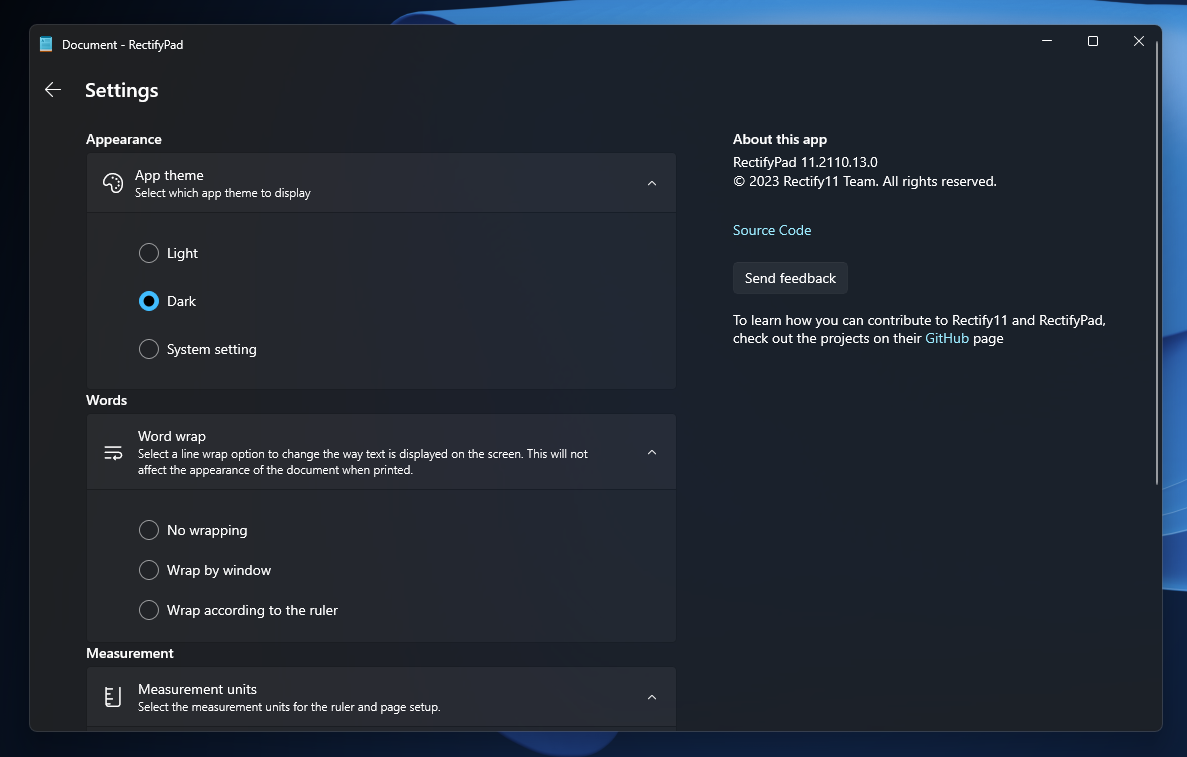 Document - RectifyPad
Settings
Appearance
App theme
Select which app theme to display
Light
Dark
System setting
Words
Word wrap
Select a line wrap option to change the way text is displayed on the screen. This will not
affect the appearance of the document when printed.
No wrapping
Wrap by window
Wrap according to the ruler
Measurement
Measurement units
Select the measurement units for the ruler and page setup.
About this app
RectifyPad 11.2110.13.0
© 2023 Rectify11 Team. All rights reserved.
Source Code
Send feedback
To learn how you can contribute to Rectify11 and RectifyPad,
check out the projects on their GitHub page